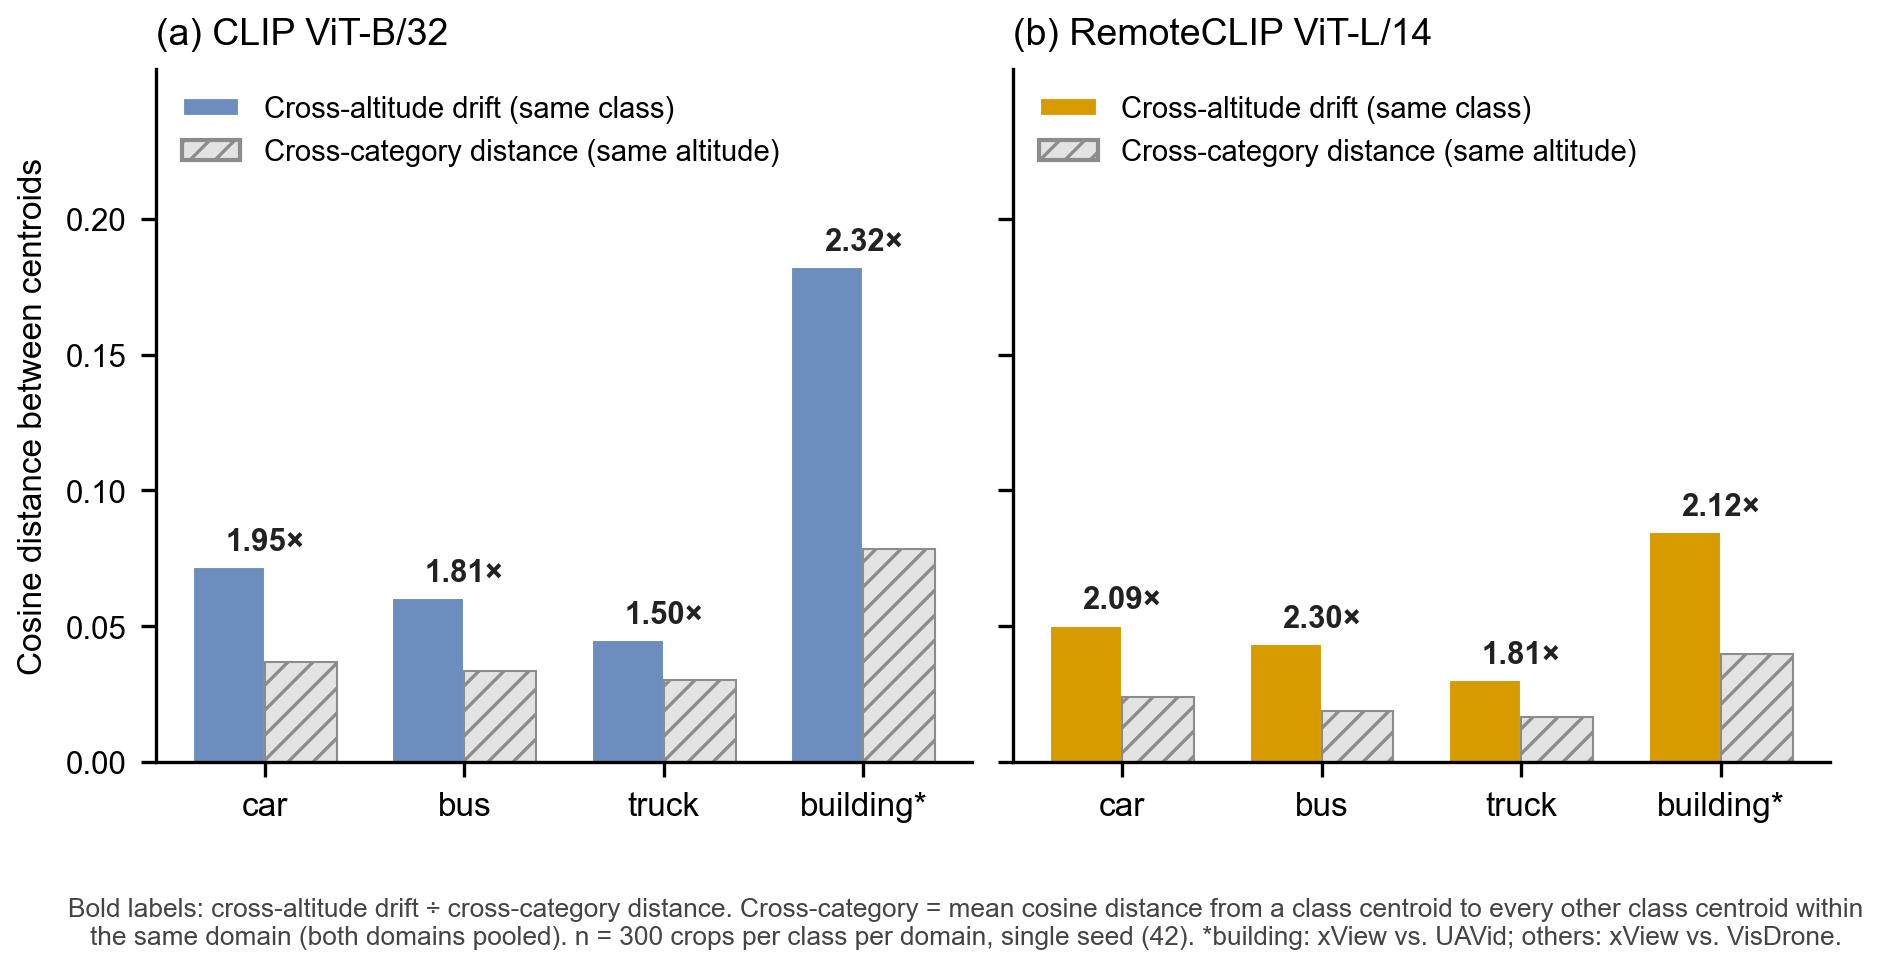 (a) CLIP ViT-B/32
Cross-altitude drift (same class)
Cross-category distance (same altitude)
Cosine distance between centroids
0.20
0.15
0.10
0.05
0.00
1.95×
1.81×
1.50×
2.32×
car
bus
truck
building*
(b) RemoteCLIP ViT-L/14
Cross-altitude drift (same class)
Cross-category distance (same altitude)
2.09×
2.30×
1.81×
2.12×
car
bus
truck
building*
Bold labels: cross-altitude drift ÷ cross-category distance. Cross-category = mean cosine distance from a class centroid to every other class centroid within
the same domain (both domains pooled). n = 300 crops per class per domain, single seed (42). *building: xView vs. UAVid; others: xView vs. VisDrone.